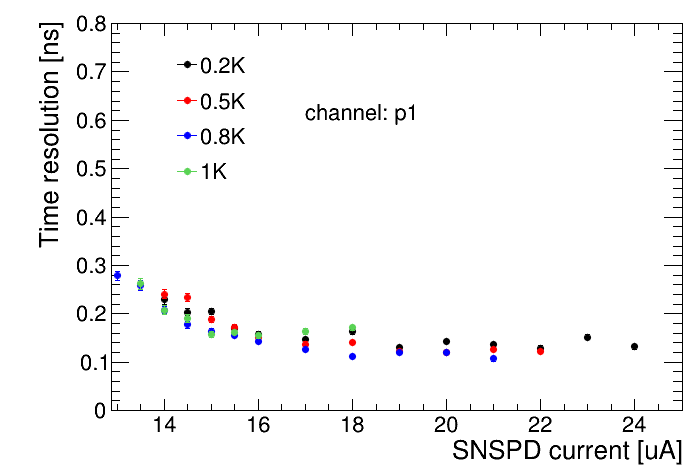 Time resolution [ns]
0.8
0.7
0.6
0.5
0.4
0.3
0.2
0.1
0
0.2K
0.5K
0.8K
1K
channel: p1
14 16 18 20 22 24
SNSPD current [uA]